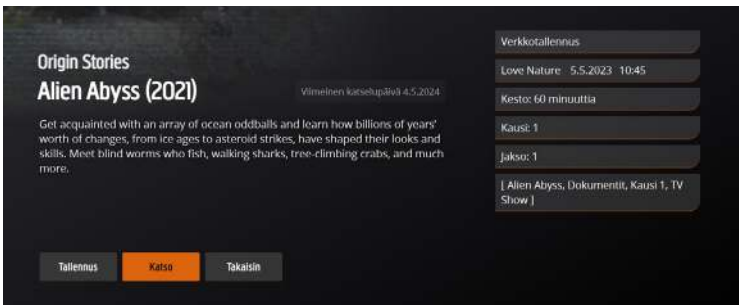 Origin Stories
Alien Abyss (2021)
Viimeinen katselupäivä 4.5.2024
Get acquainted with an array of ocean oddballs and learn how billions of years'
worth of changes, from ice ages to asteroid strikes, have shaped their looks and
skills. Meet blind worms who fish, walking sharks, tree-climbing crabs, and much
more.
Verkkotallennus
Love Nature 5.5.2023 10:45
Kesto: 60 minuuttia
Kausi: 1
Jakso: 1
[ Alien Abyss, Dokumentit, Kausi 1, TV
Show ]
Tallennus
Katso
Takaisin